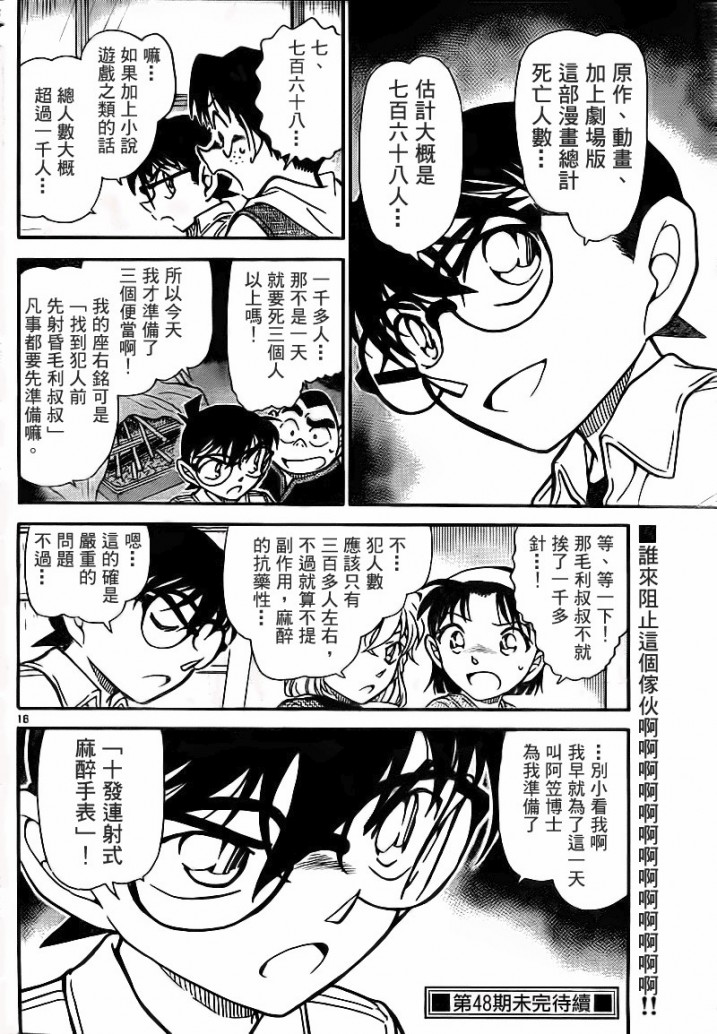 原作、動畫、
加上劇場版
這部漫畫總計
死亡人數…
估計大概是
七百六十八人…
七、
七百六十八…
嘛…
如果加上小說
遊戲之類的話
總人數大概
超過一千人…
一千多人…
那不是一天
就要死三個人
以上嗎！
所以今天
我才準備了
三個便當啊！
我的座右銘可是
「找到犯人前
先射昏毛利叔叔」
凡事都要先準備嘛。
等、等一下！
那毛利叔叔不就
挨了一千多
針…！
不…
犯人數
應該只有
三百多人左右，
不過就算不提
副作用，麻醉
的抗藥性…
嗯…
這的確是
嚴重的
問題
不過…
16
…別小看我啊
我早就為了這一天
叫阿笠博士
為我準備了
「十發連射式
麻醉手表」！
■誰來阻止這個傢伙啊啊啊啊啊啊啊啊啊啊啊啊啊!!
■第48期未完待續■